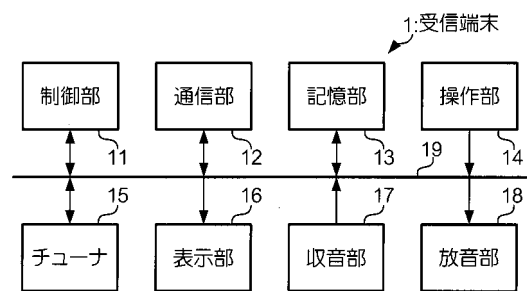 1:受信端末
制御部
通信部
記憶部
操作部
11
12
13
14
19
15
16
17
18
チューナ
表示部
収音部
放音部